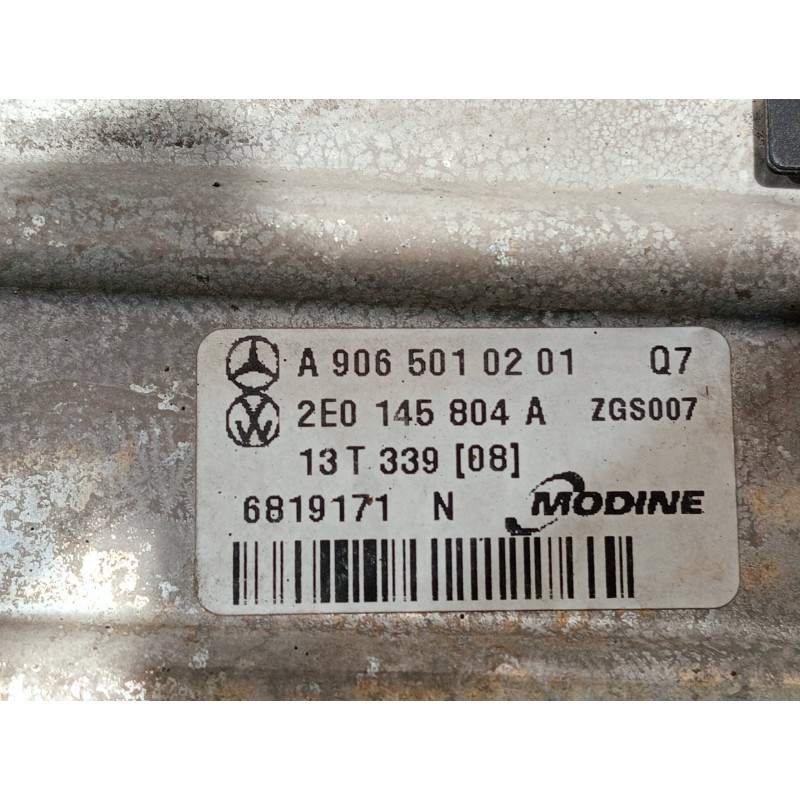 A 906 501 02 01 Q7
2E0 145 804 A ZGS007
13 T 339 [08]
6819171 N MODINE